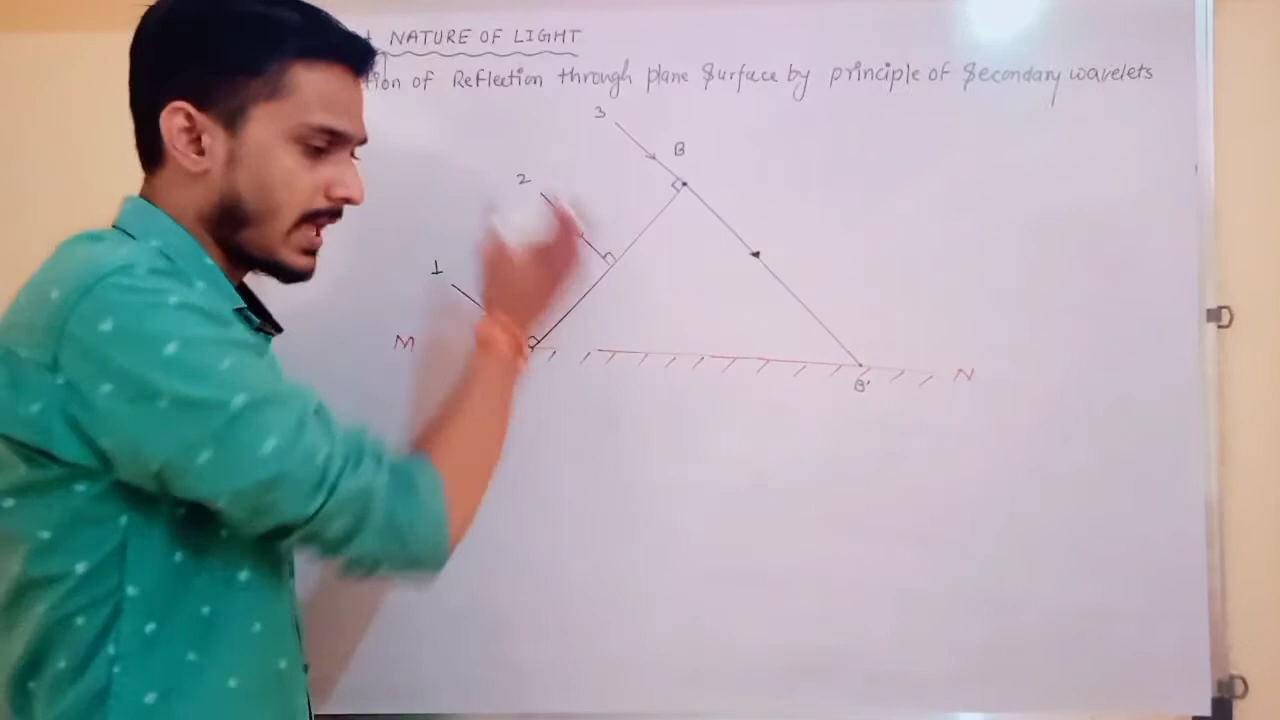 NATURE OF LIGHT
tion of Reflection through plane Surface by principle of Secondary wavelets
3
B
2
1
M
B'
N